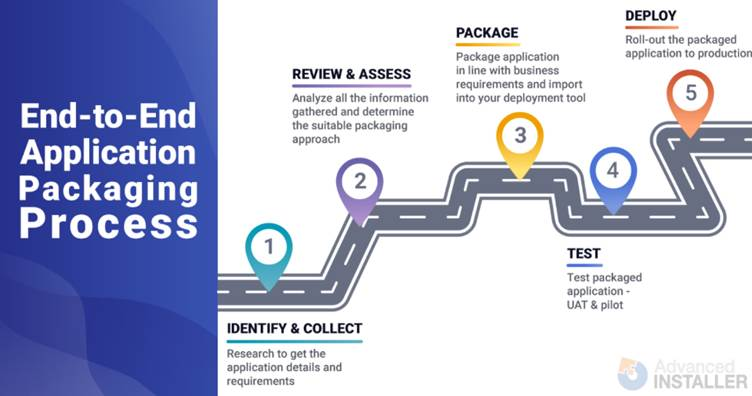 End-to-End
Application
Packaging
Process
1
IDENTIFY & COLLECT
Research to get the
application details and
requirements
2
REVIEW & ASSESS
Analyze all the information
gathered and determine
the suitable packaging
approach
3
PACKAGE
Package application
in line with business
requirements and import
into your deployment tool
4
TEST
Test packaged
application -
UAT & pilot
5
DEPLOY
Roll-out the packaged
application to production
Advanced
INSTALLER